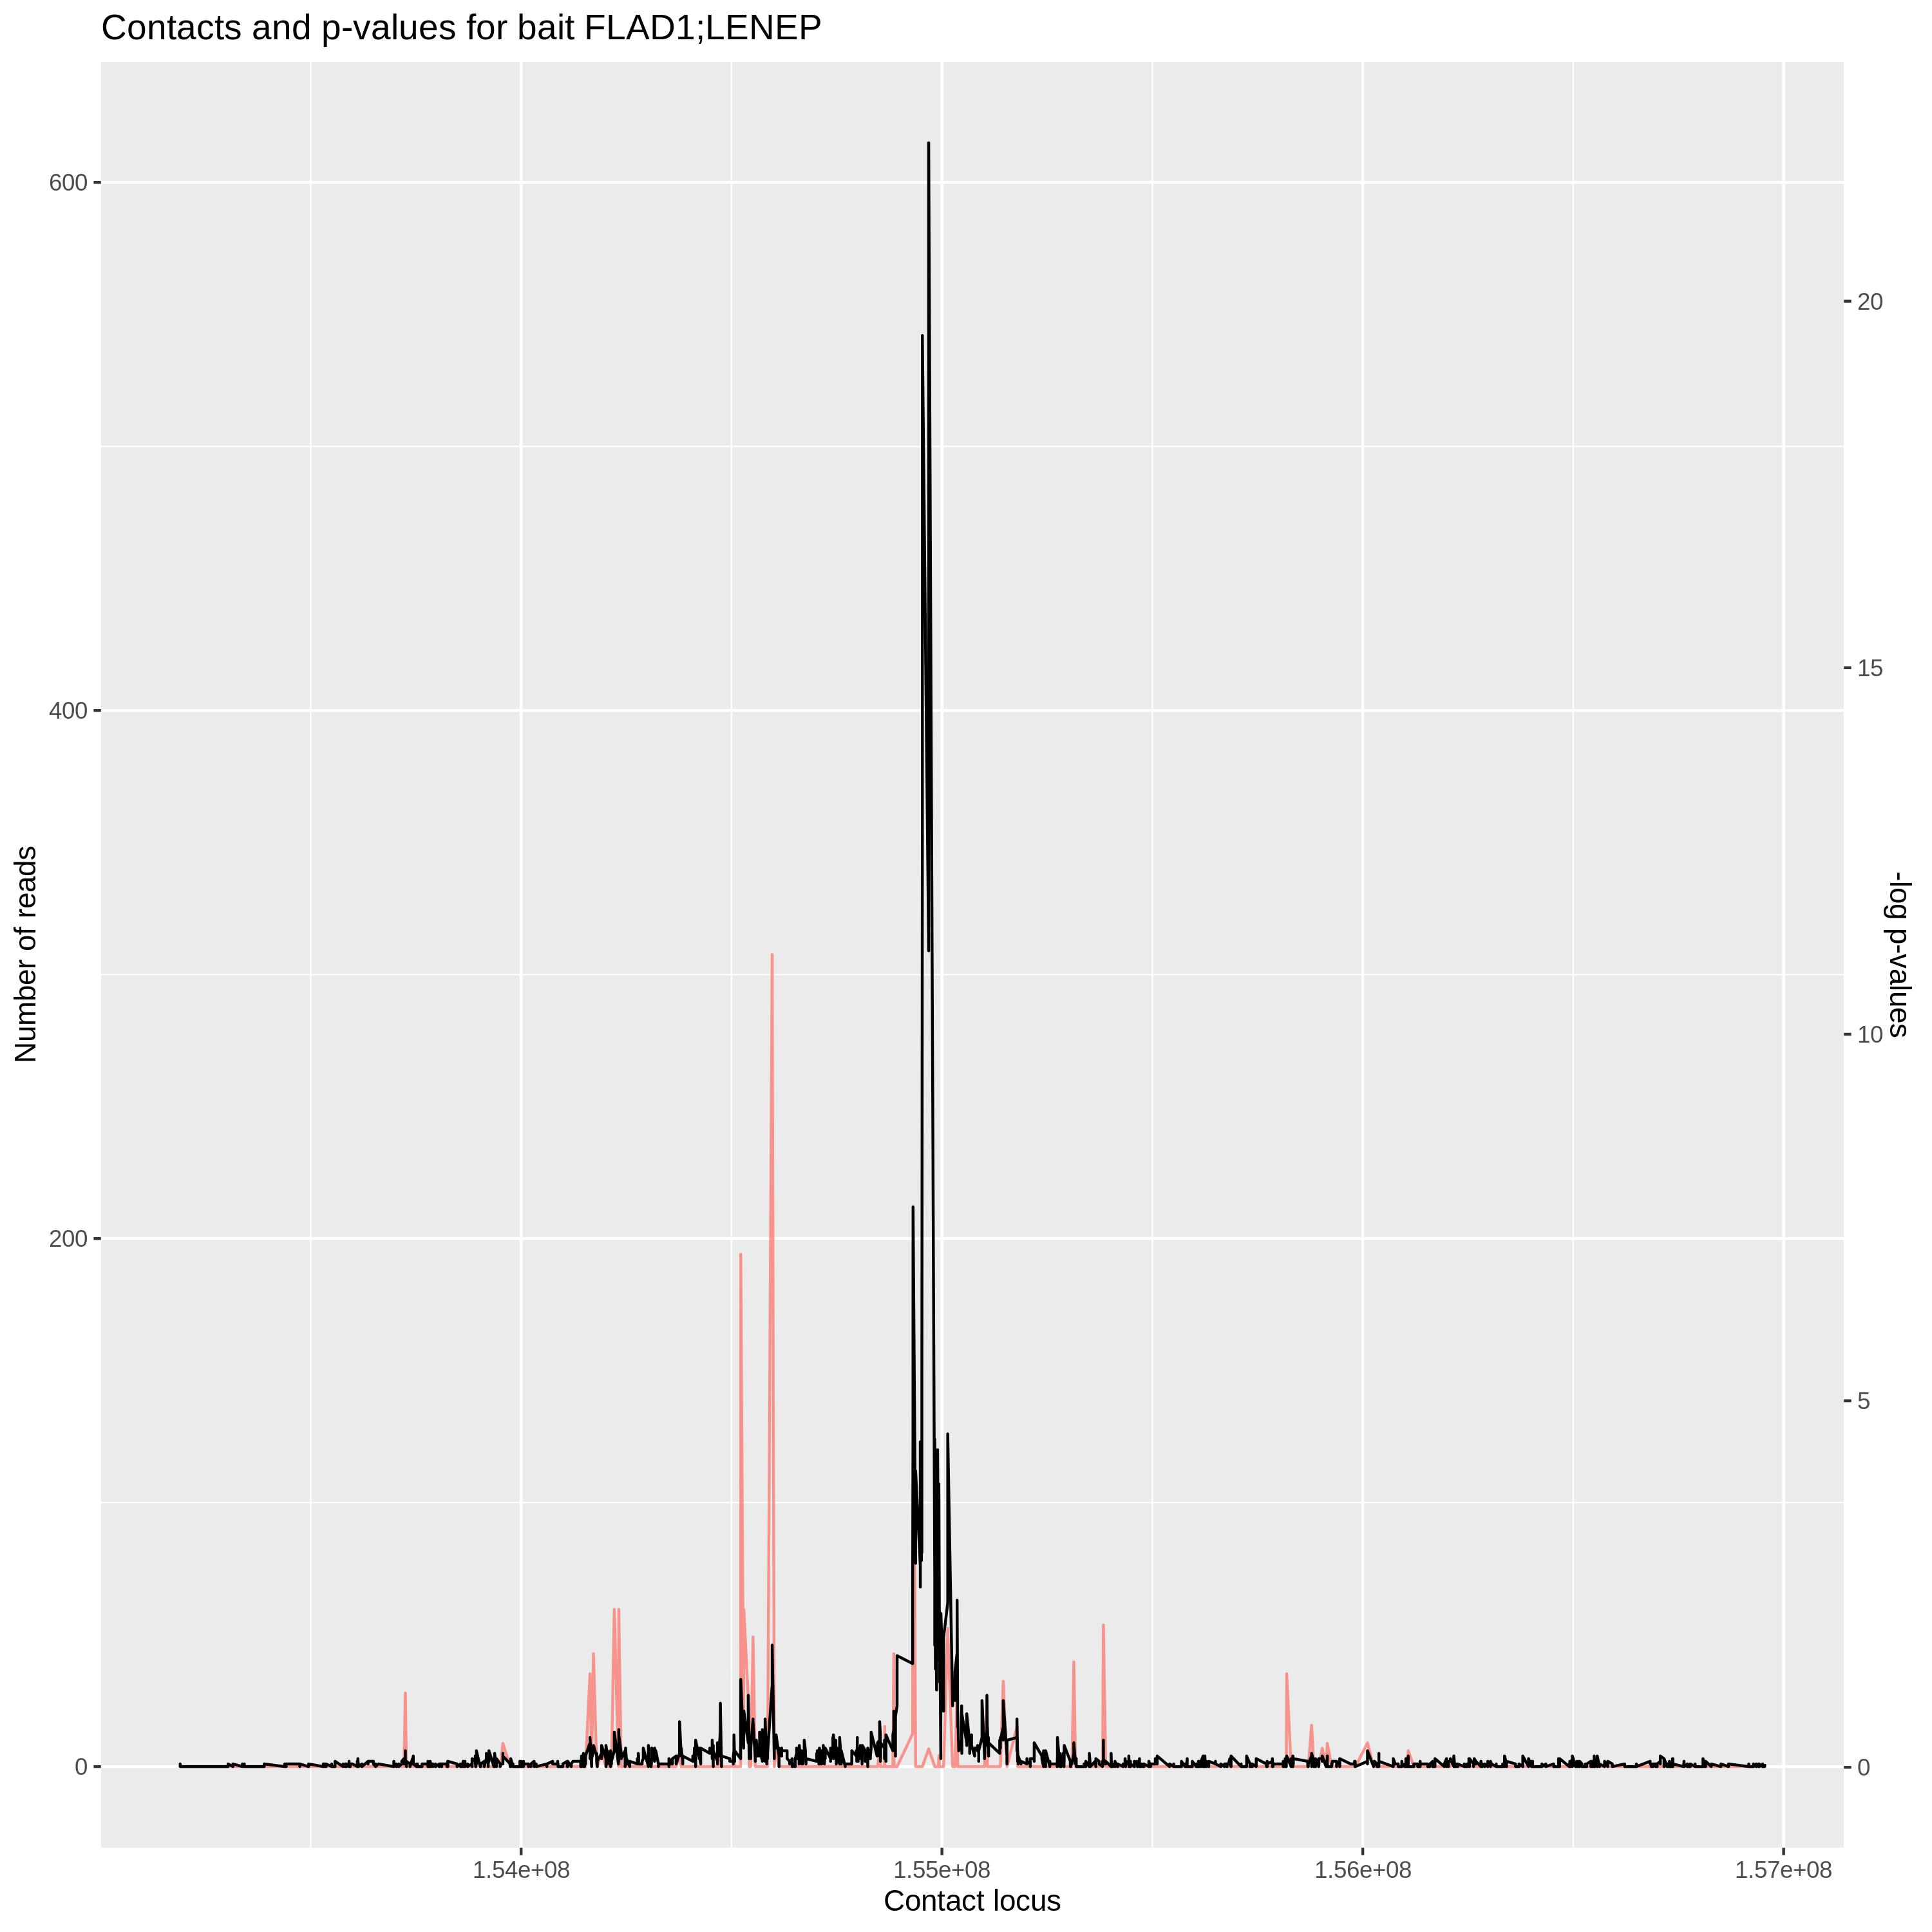 Contacts and p-values for bait FLAD1;LENEP
600
400
200
0
Number of reads
20
15
10
5
0
-log p-values
1.54e+08 1.55e+08 1.56e+08 1.57e+08
Contact locus